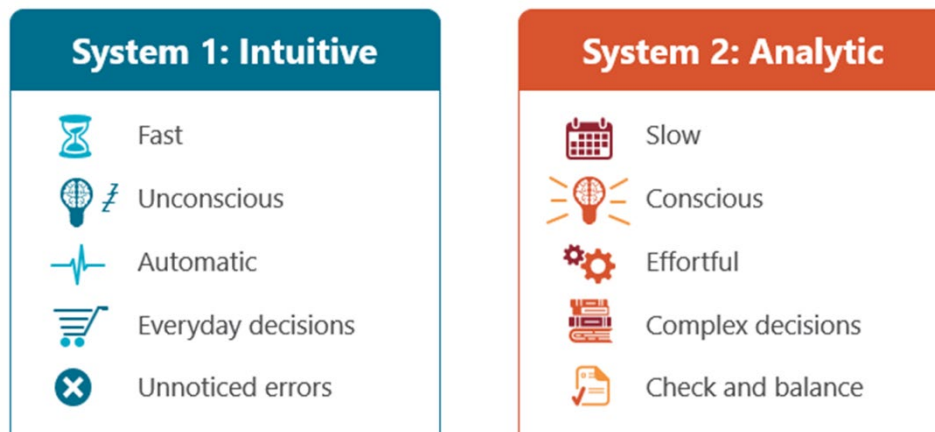 System 1: Intuitive
Fast
Unconscious
Automatic
Everyday decisions
Unnoticed errors
System 2: Analytic
Slow
Conscious
Effortful
Complex decisions
Check and balance